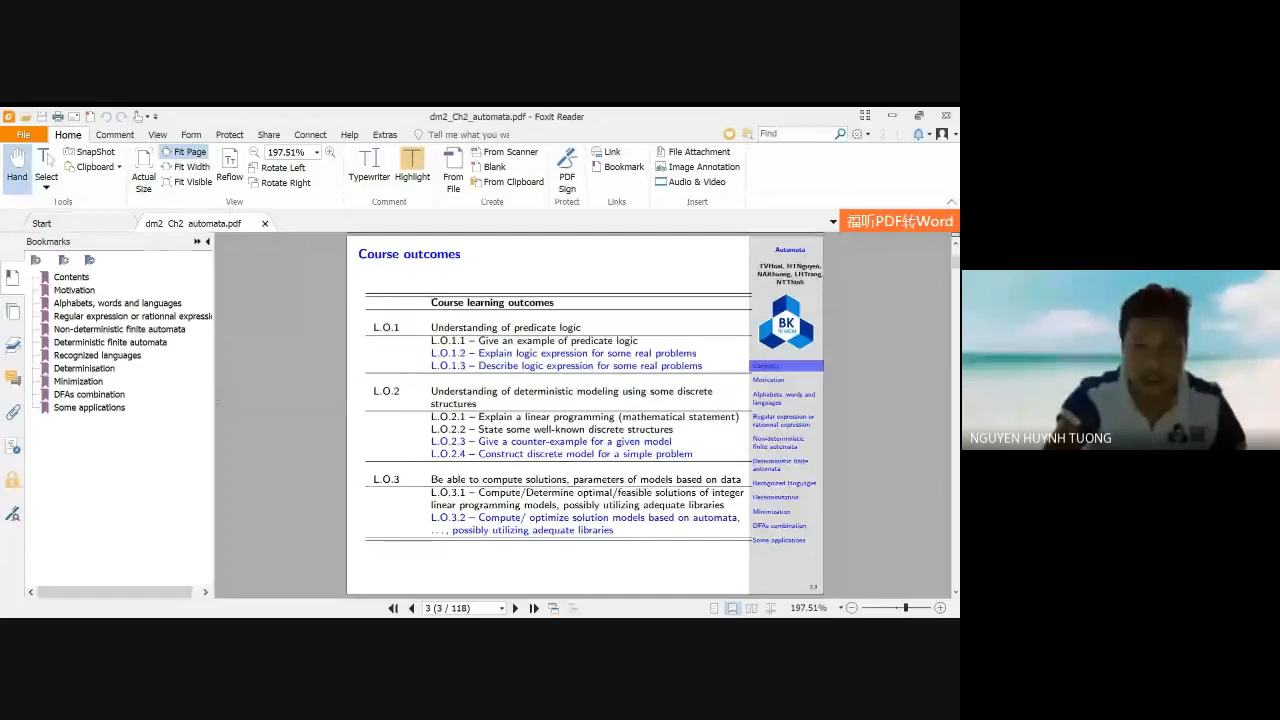 dm2_Ch2_automata.pdf - Foxit Reader
File Home Comment View Form Protect Share Connect Help Extras Tell me what you wa Find
Hand
Select
SnapShot
Clipboard
Tools
Actual Size
Fit Page
Fit Width
Fit Visible
Reflow
197.51%
Rotate Left
Rotate Right
View
Typewriter
Highlight
Comment
From File
From Scanner
Blank
From Clipboard
Create
PDF Sign
Protect
Link
Bookmark
Links
File Attachment
Image Annotation
Audio & Video
Insert
Start
dm2_Ch2_automata.pdf
福听PDF转Word
Bookmarks
Contents
Motivation
Alphabets, words and languages
Regular expression or rationnal expressi
Non-deterministic finite automata
Deterministic finite automata
Recognized languages
Determinisation
Minimization
DFAs combination
Some applications
Course outcomes
Course learning outcomes
L.O.1 Understanding of predicate logic
L.O.1.1 – Give an example of predicate logic
L.O.1.2 – Explain logic expression for some real problems
L.O.1.3 – Describe logic expression for some real problems
L.O.2 Understanding of deterministic modeling using some discrete
structures
L.O.2.1 – Explain a linear programming (mathematical statement)
L.O.2.2 – State some well-known discrete structures
L.O.2.3 – Give a counter-example for a given model
L.O.2.4 – Construct discrete model for a simple problem
L.O.3 Be able to compute solutions, parameters of models based on data
L.O.3.1 – Compute/Determine optimal/feasible solutions of integer
linear programming models, possibly utilizing adequate libraries
L.O.3.2 – Compute/ optimize solution models based on automata,
..., possibly utilizing adequate libraries
Automata
TVHoai, HTNguyen,
NAKhuong, LHTrang,
NTThinh
BK
TP.HCM
Contents
Motivation
Alphabets, words and
languages
Regular expression or
rationnal expression
Non-deterministic
finite automata
Deterministic finite
automata
Recognized languages
Determinisation
Minimization
DFAs combination
Some applications
2.3
3 (3 / 118)
197.51%
NGUYEN HUYNH TUONG